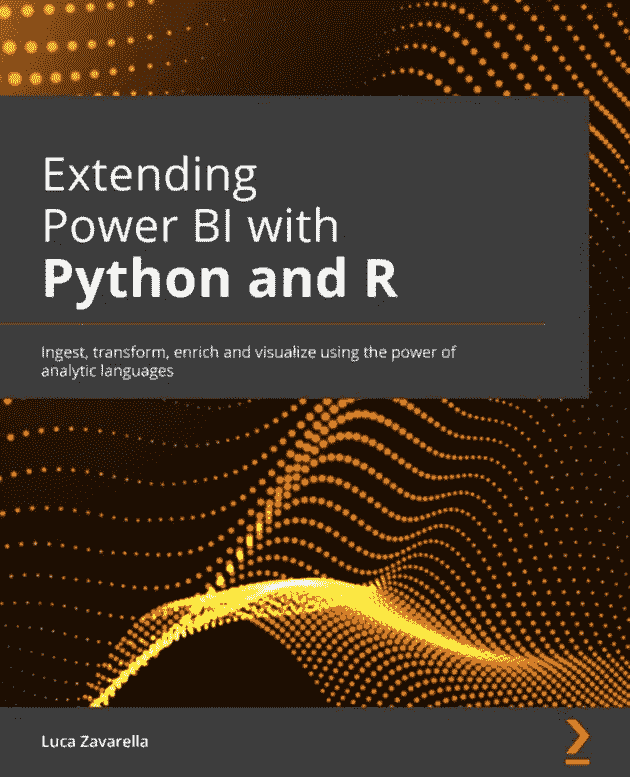 Extending
Power BI with
Python and R
Ingest, transform, enrich and visualize using the power of
analytic languages
Luca Zavarella